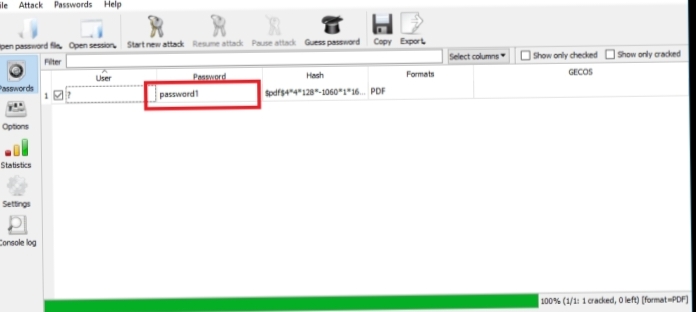 ile Attack Passwords Help
pen password file. Open session. Start new attack Resume attack Pause attack Guess password Copy Export.
Passwords Filter Select columns Show only checked Show only cracked
User Password Hash Formats GECOS
1 ? password1 $pdf$4*4*128*-1060*1*16... PDF
Options
Statistics
Settings
Console log
100% (1/1: 1 cracked, 0 left) [format=PDF]